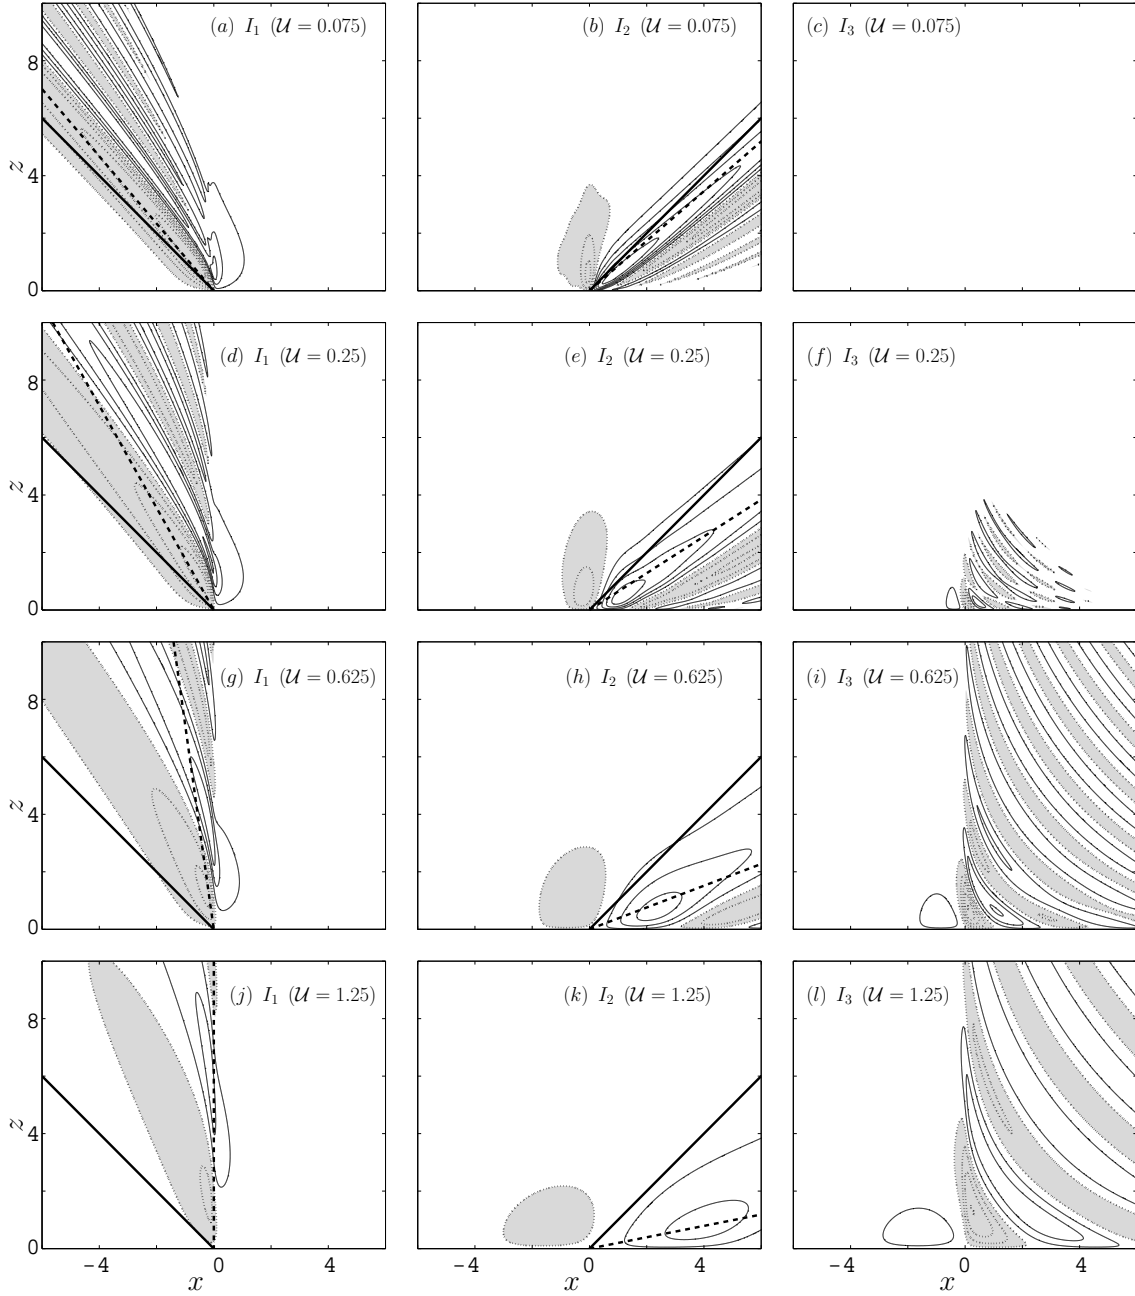 (a) I₁ (𝒰 = 0.075)
(b) I₂ (𝒰 = 0.075)
(c) I₃ (𝒰 = 0.075)
8
z
4
0
(d) I₁ (𝒰 = 0.25)
(e) I₂ (𝒰 = 0.25)
(f) I₃ (𝒰 = 0.25)
8
z
4
0
(g) I₁ (𝒰 = 0.625)
(h) I₂ (𝒰 = 0.625)
(i) I₃ (𝒰 = 0.625)
8
z
4
0
(j) I₁ (𝒰 = 1.25)
(k) I₂ (𝒰 = 1.25)
(l) I₃ (𝒰 = 1.25)
8
z
4
0
−4 0 4 −4 0 4 −4 0 4
x x x